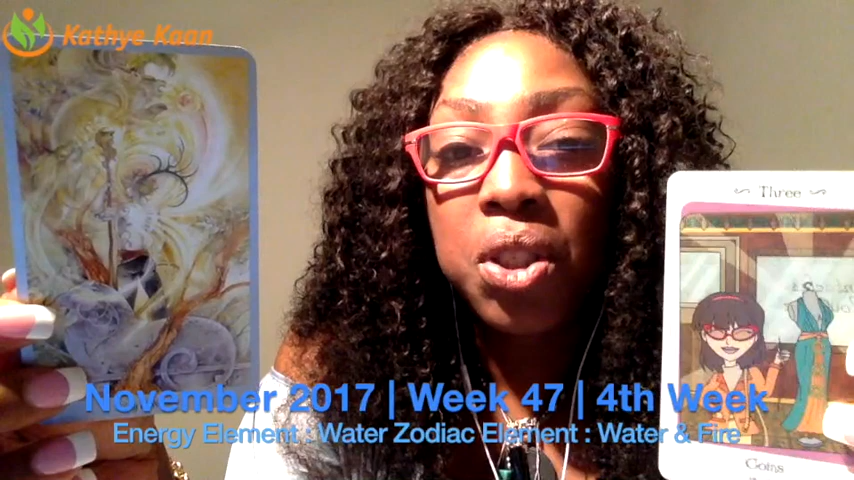 Kathye Kaan
Three
November 2017 | Week 47 | 4th Week
Energy Element : Water Zodiac Element : Water & Fire
Coins